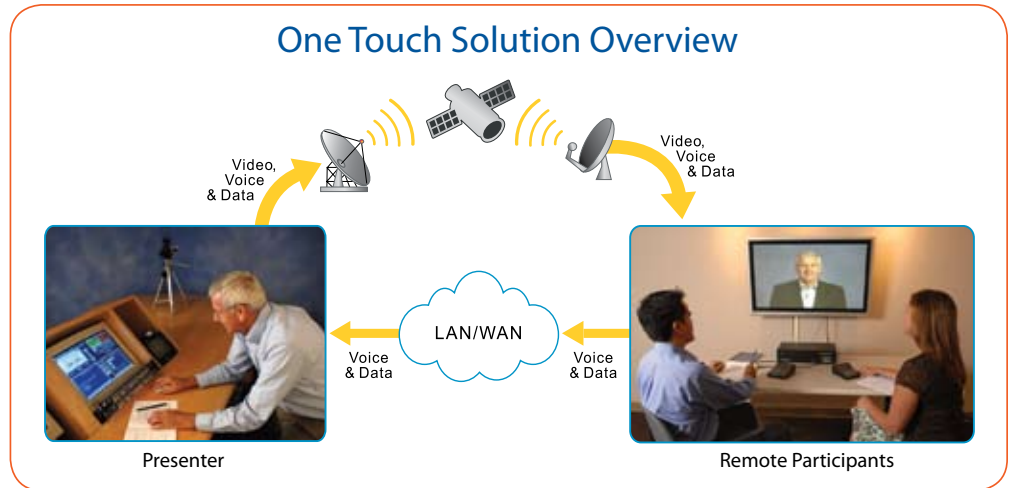 One Touch Solution Overview
Video,
Voice
& Data
Video,
Voice
& Data
LAN/WAN
Voice
& Data
Voice
& Data
Presenter
Remote Participants